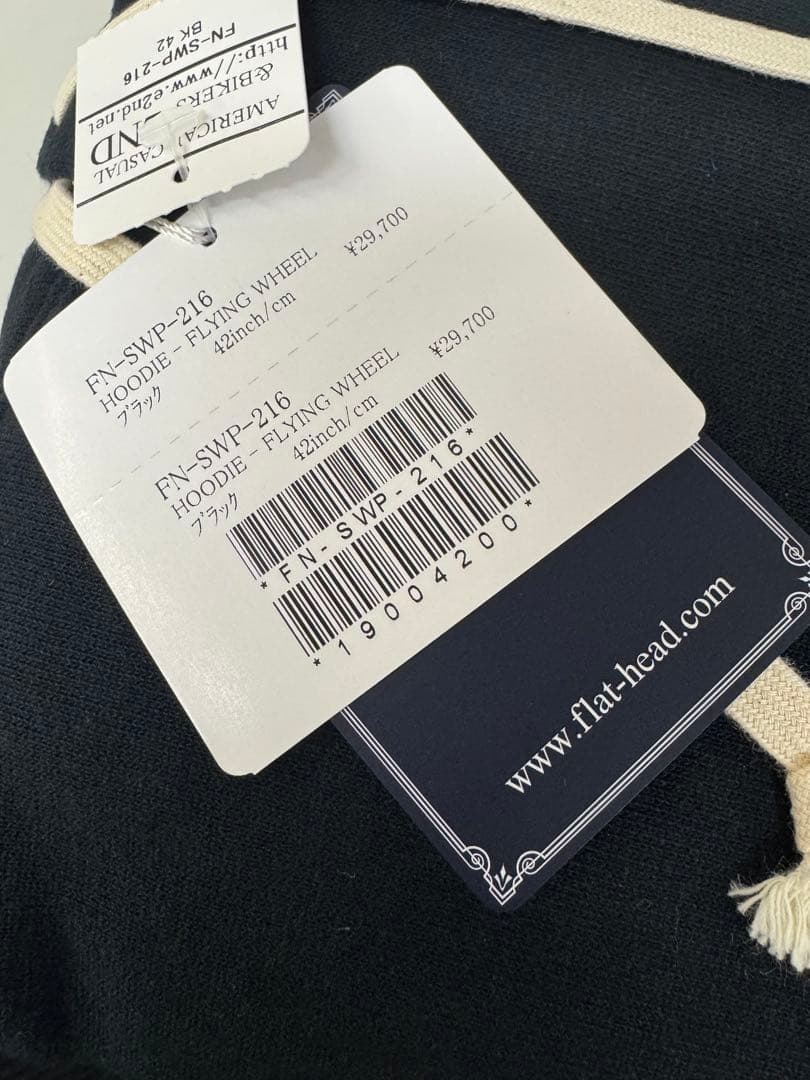 AMERICAN CASUAL
&BIKERS 2ND
http://www.e2nd.net
FN-SWP-216
BK 42
FN-SWP-216
HOODIE - FLYING WHEEL ¥29,700
ブラック 42inch/cm
FN-SWP-216
HOODIE - FLYING WHEEL ¥29,700
ブラック 42inch/cm
*FN-SWP-216*
*19004200*
www.flat-head.com